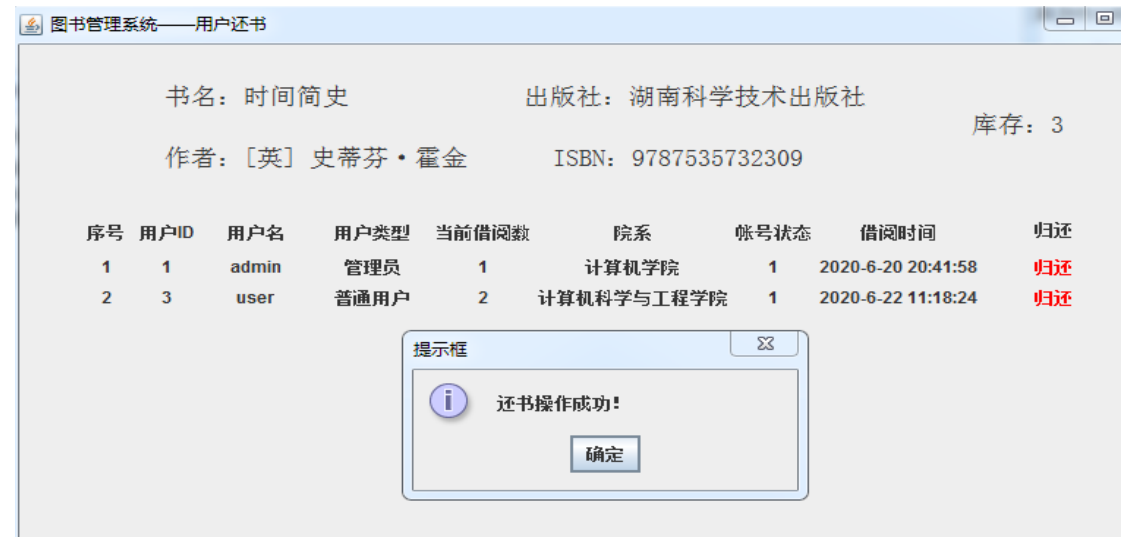 图书管理系统——用户还书
书名：时间简史 出版社：湖南科学技术出版社
库存：3
作者：[英] 史蒂芬·霍金 ISBN：9787535732309
序号 用户ID 用户名 用户类型 当前借阅数 院系 帐号状态 借阅时间 归还
1 1 admin 管理员 1 计算机学院 1 2020-6-20 20:41:58 归还
2 3 user 普通用户 2 计算机科学与工程学院 1 2020-6-22 11:18:24 归还
提示框
还书操作成功！
确定